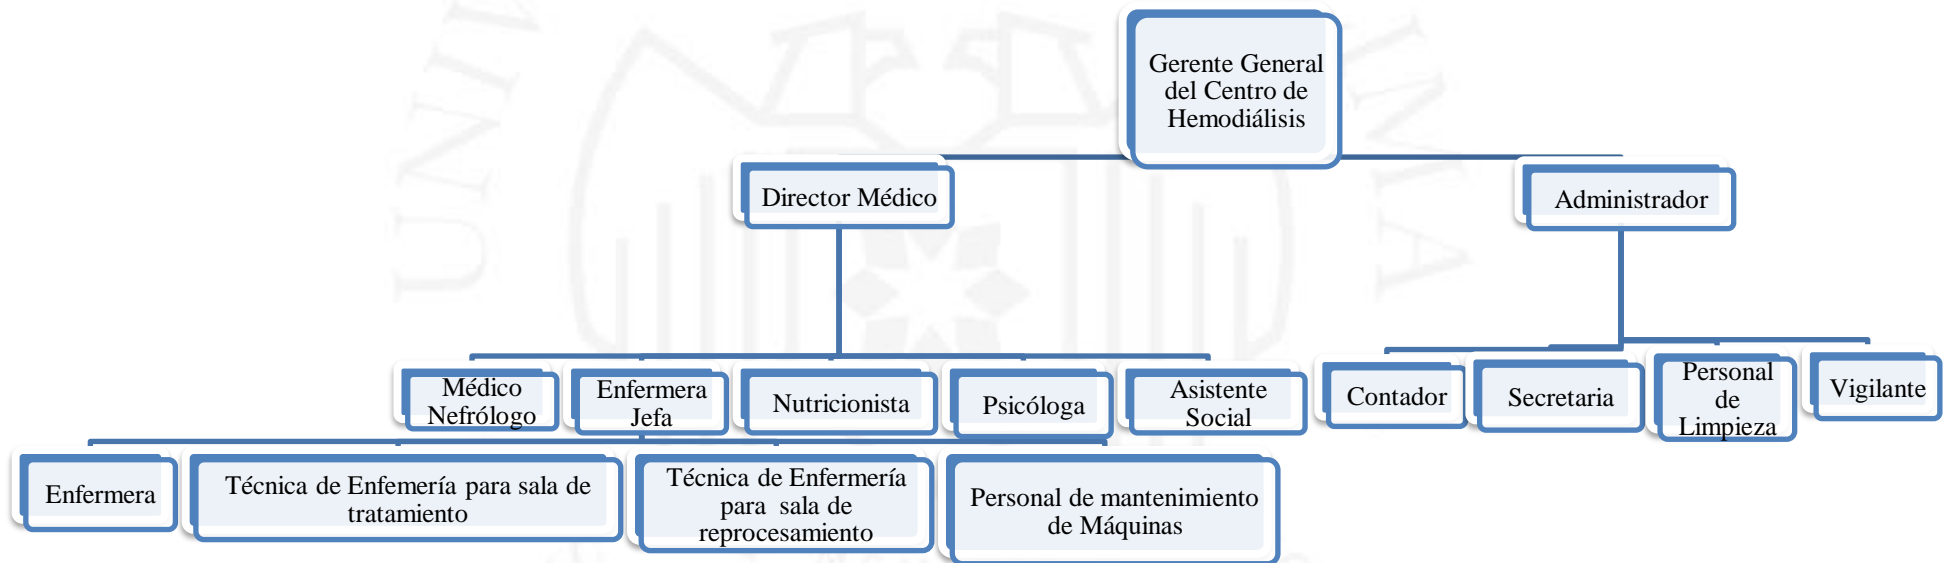 Gerente General
del Centro de
Hemodiálisis
Director Médico
Administrador
Médico
Nefrólogo
Enfermera
Jefa
Nutricionista
Psicóloga
Asistente
Social
Contador
Secretaria
Personal
de
Limpieza
Vigilante
Enfermera
Técnica de Enfemería para sala de
tratamiento
Técnica de Enfermería
para sala de
reprocesamiento
Personal de mantenimiento
de Máquinas